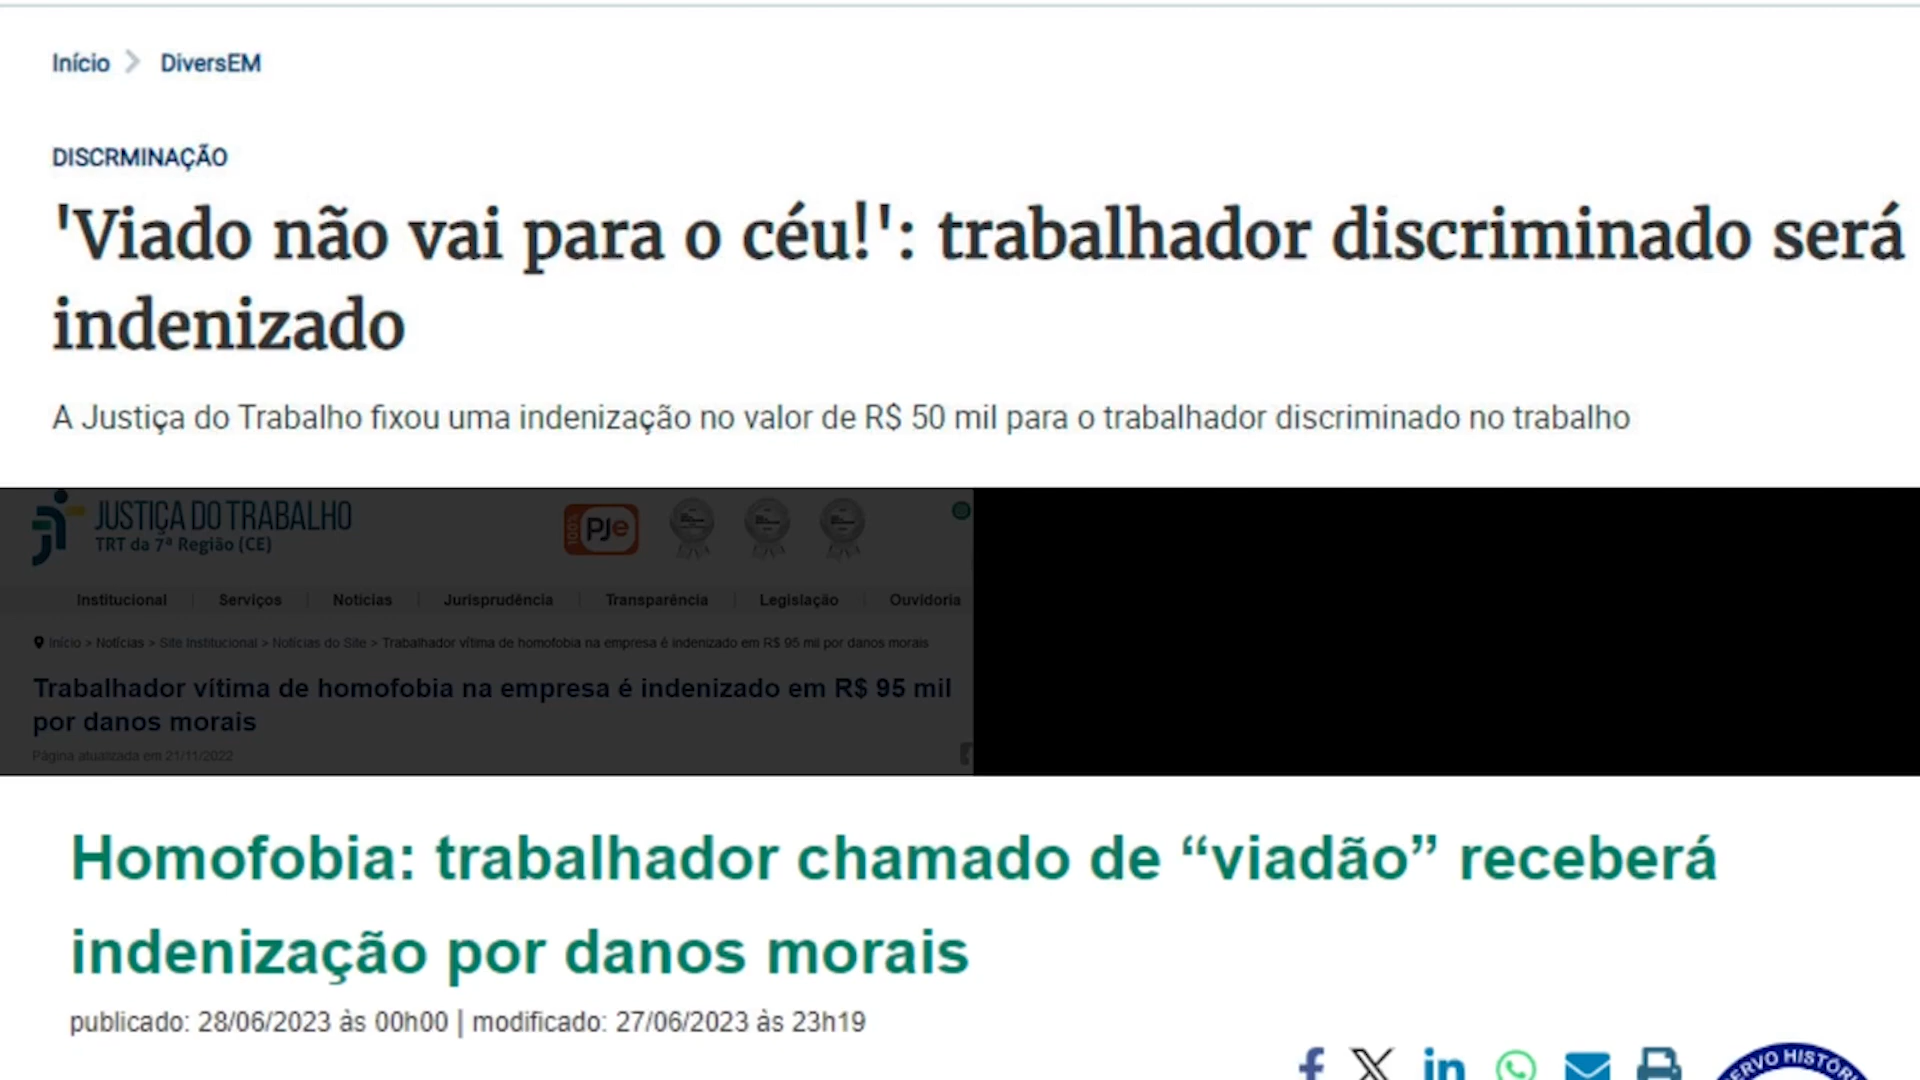 Início > DiversEM
DISCRMINAÇÃO
'Viado não vai para o céu!': trabalhador discriminado será
indenizado
A Justiça do Trabalho fixou uma indenização no valor de R$ 50 mil para o trabalhador discriminado no trabalho
JUSTIÇA DO TRABALHO
TRT da 7ª Região (CE)
100% PJe
Institucional | Serviços | Notícias | Jurisprudência | Transparência | Legislação | Ouvidoria
Início > Notícias > Site Institucional > Notícias do Site > Trabalhador vítima de homofobia na empresa é indenizado em R$ 95 mil por danos morais
Trabalhador vítima de homofobia na empresa é indenizado em R$ 95 mil
por danos morais
Página atualizada em 21/11/2022
Homofobia: trabalhador chamado de “viadão” receberá
indenização por danos morais
publicado: 28/06/2023 às 00h00 | modificado: 27/06/2023 às 23h19